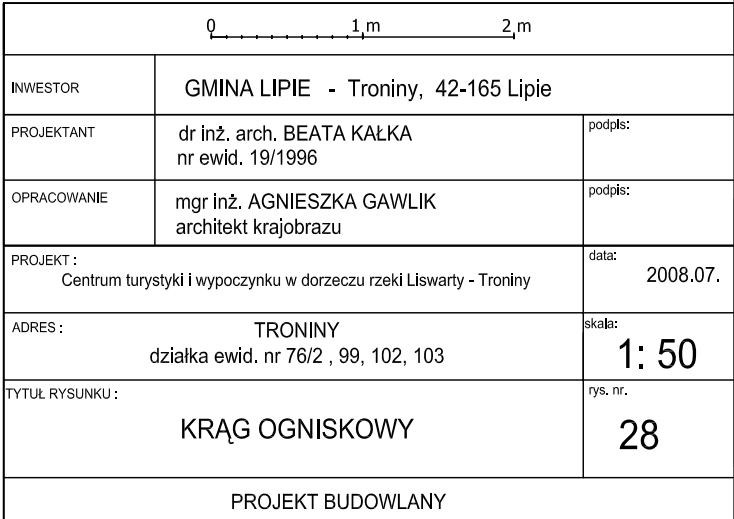 0 1 m 2 m
INWESTOR GMINA LIPIE - Troniny, 42-165 Lipie
PROJEKTANT dr inż. arch. BEATA KAŁKA podpis:
nr ewid. 19/1996
OPRACOWANIE mgr inż. AGNIESZKA GAWLIK podpis:
architekt krajobrazu
PROJEKT : data:
Centrum turystyki i wypoczynku w dorzeczu rzeki Liswarty - Troniny 2008.07.
ADRES : TRONINY skala:
działka ewid. nr 76/2 , 99, 102, 103 1: 50
TYTUŁ RYSUNKU : rys. nr.
KRĄG OGNISKOWY 28
PROJEKT BUDOWLANY